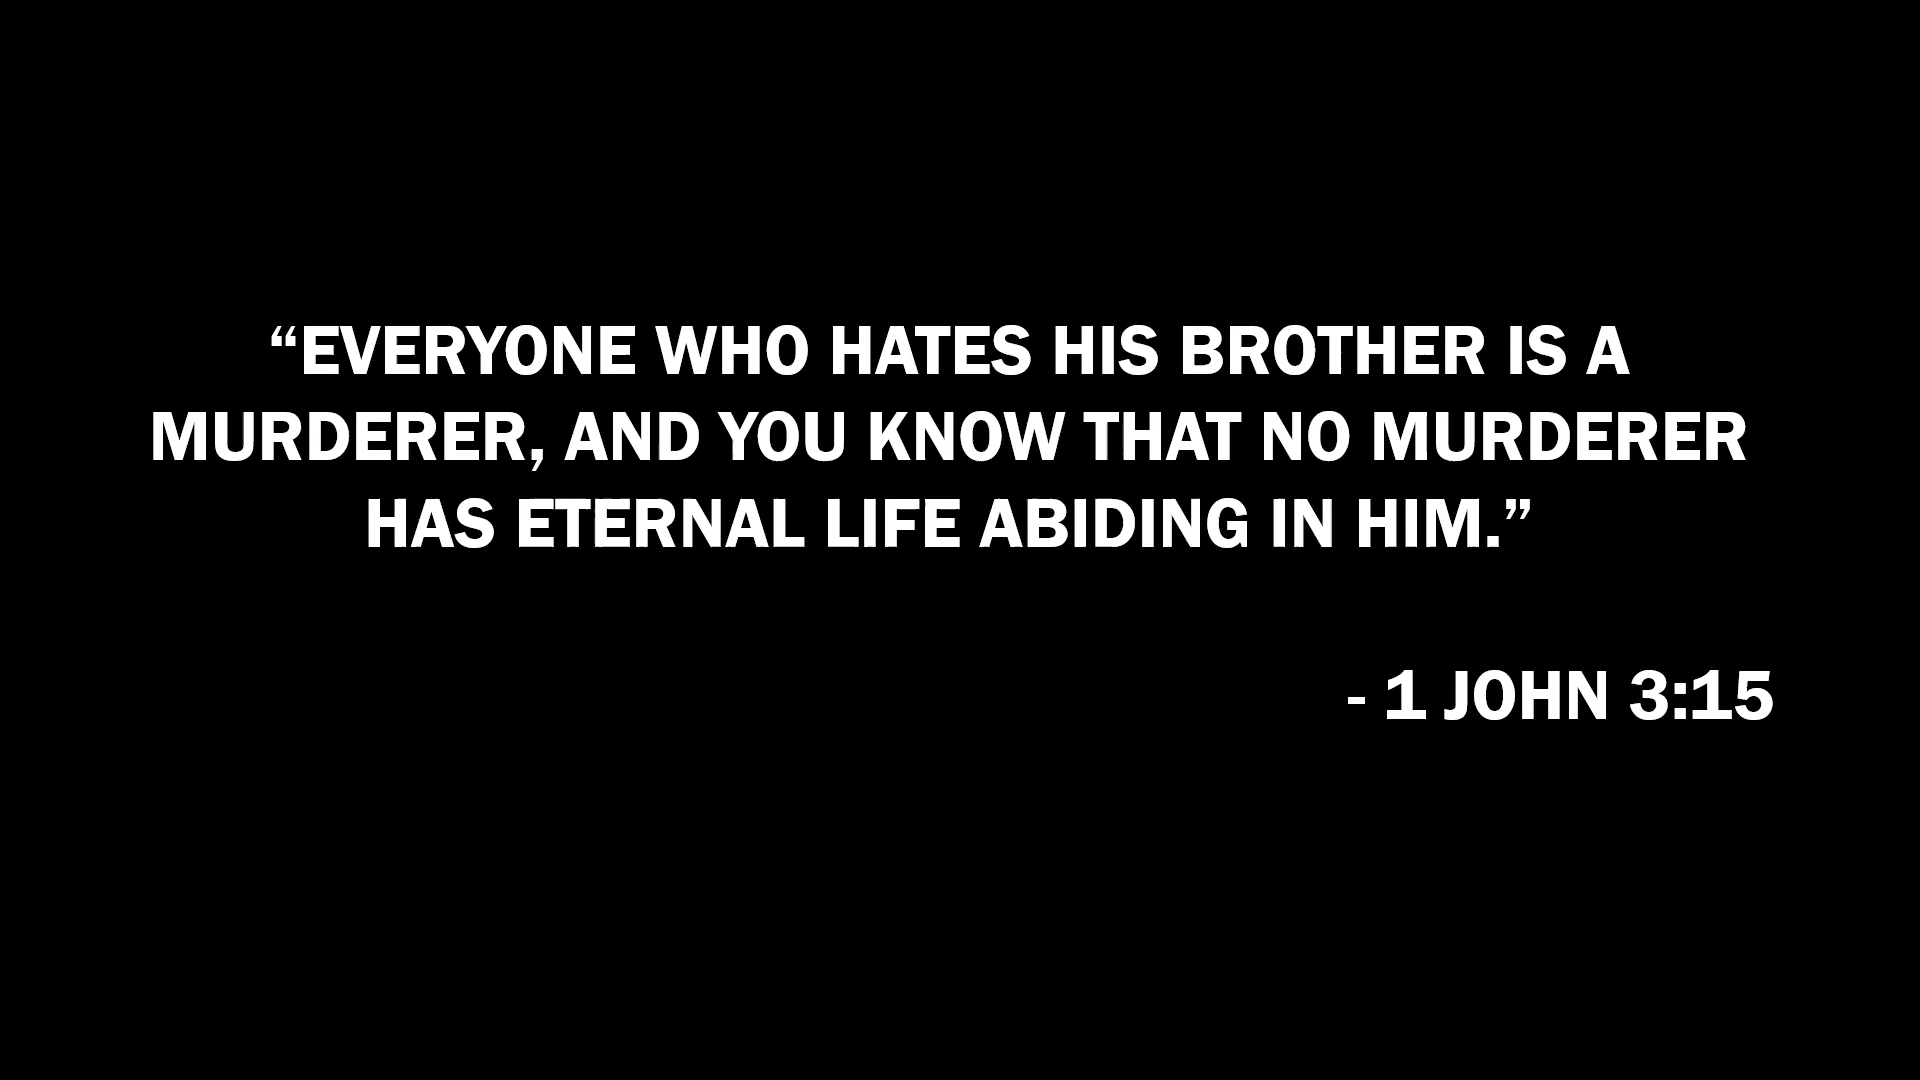 “EVERYONE WHO HATES HIS BROTHER IS A
MURDERER, AND YOU KNOW THAT NO MURDERER
HAS ETERNAL LIFE ABIDING IN HIM.”
- 1 JOHN 3:15